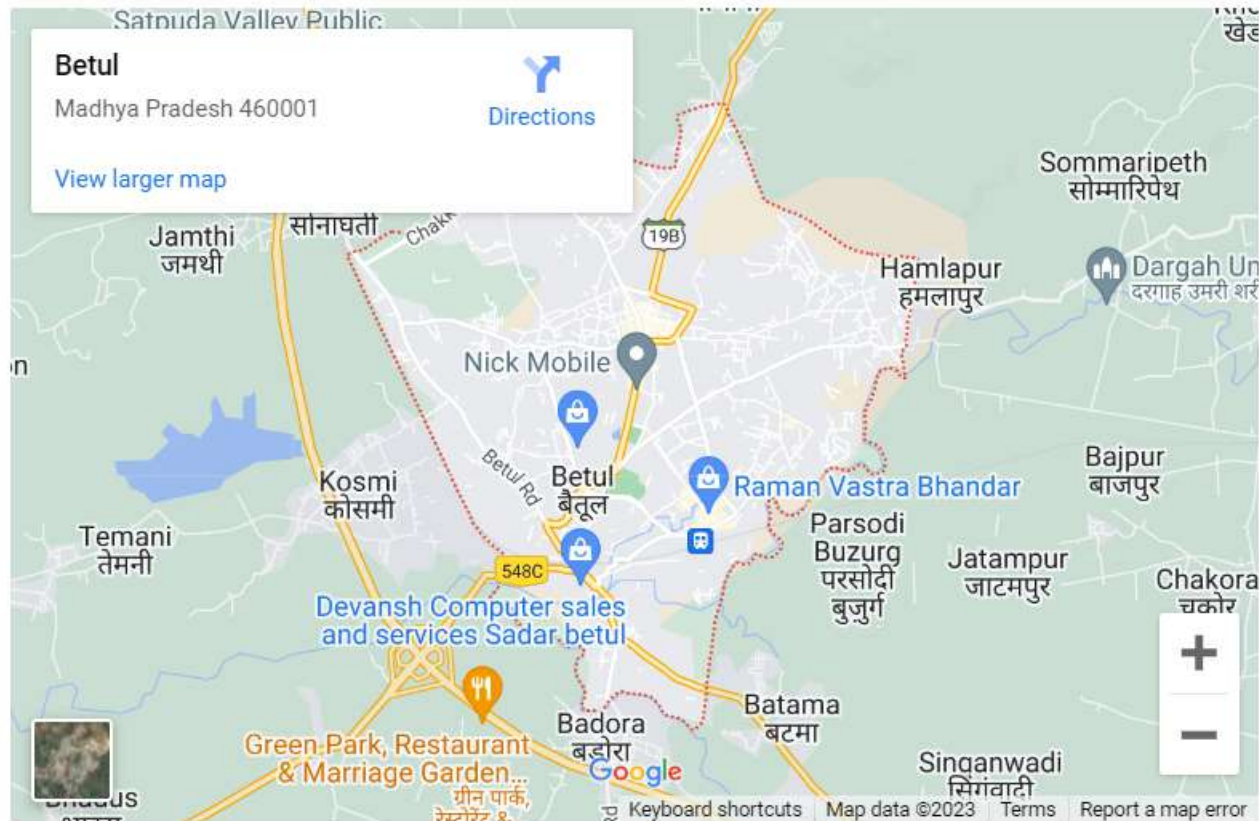 Satpuda Valley Public
Betul
Madhya Pradesh 460001
Directions
View larger map
Sommaripeth
सोम्मारिपेथ
Jamthi
जमथी
सोनाघती
19B
Hamlapur
हमलापुर
Dargah Un
दरगाह उमरी शरी
Nick Mobile
Betul Rd
Betul
बैतूल
Kosmi
कोसमी
Raman Vastra Bhandar
Bajpur
बाजपुर
Temani
तेमनी
Parsodi
Buzurg
परसोदी
बुजुर्ग
Jatampur
जाटमपुर
Chakora
चकोर
548C
Devansh Computer sales
and services Sadar betul
Batama
बटमा
Badora
बडोरा
Green Park, Restaurant
& Marriage Garden...
ग्रीन पार्क,
रेस्टोरेंट &
Singanwadi
सिंगंवादी
Bhadus
Google
Keyboard shortcuts
Map data ©2023
Terms
Report a map error